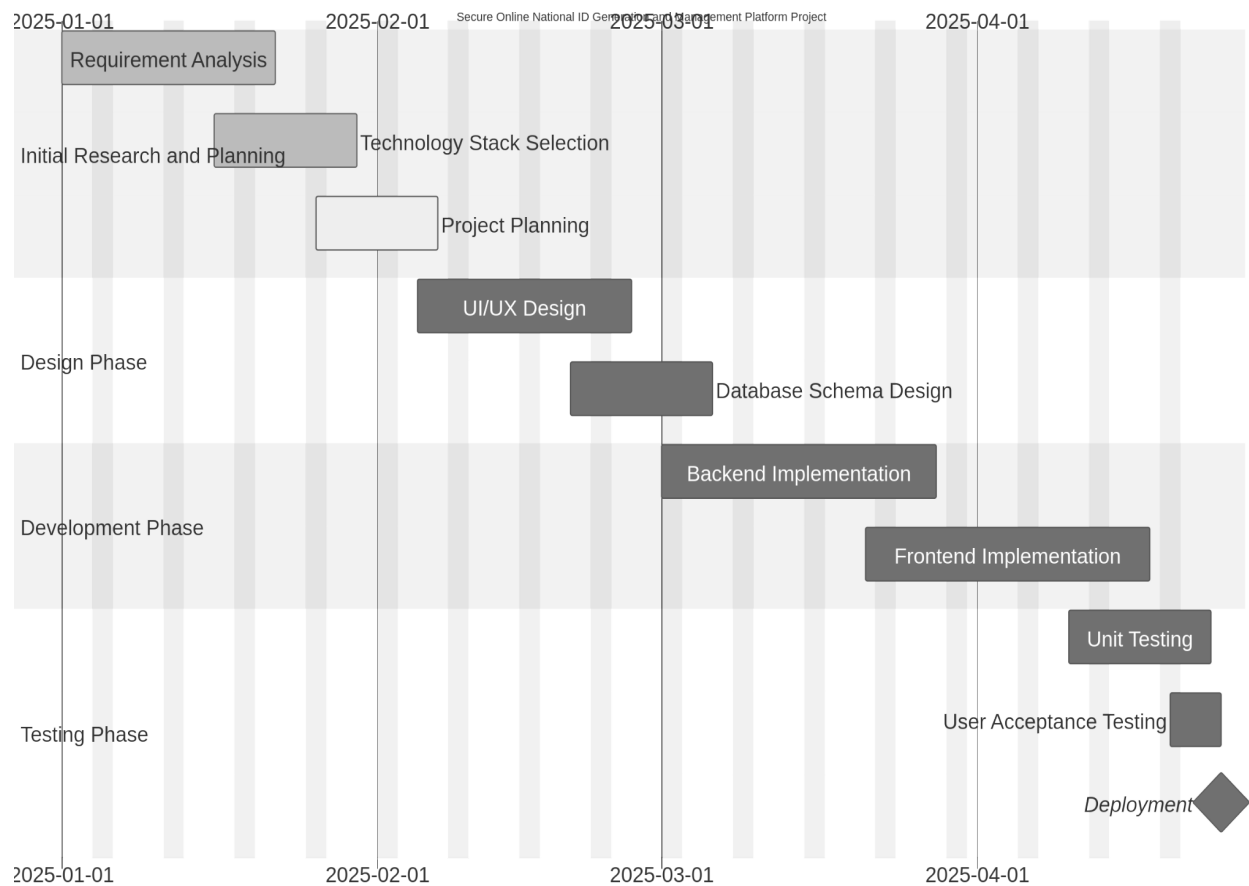 Secure Online National ID Generation and Management Platform Project
2025-01-01 2025-02-01 2025-03-01 2025-04-01
Requirement Analysis
Technology Stack Selection
Initial Research and Planning
Project Planning
UI/UX Design
Design Phase
Database Schema Design
Backend Implementation
Development Phase
Frontend Implementation
Unit Testing
User Acceptance Testing
Testing Phase
Deployment
2025-01-01 2025-02-01 2025-03-01 2025-04-01